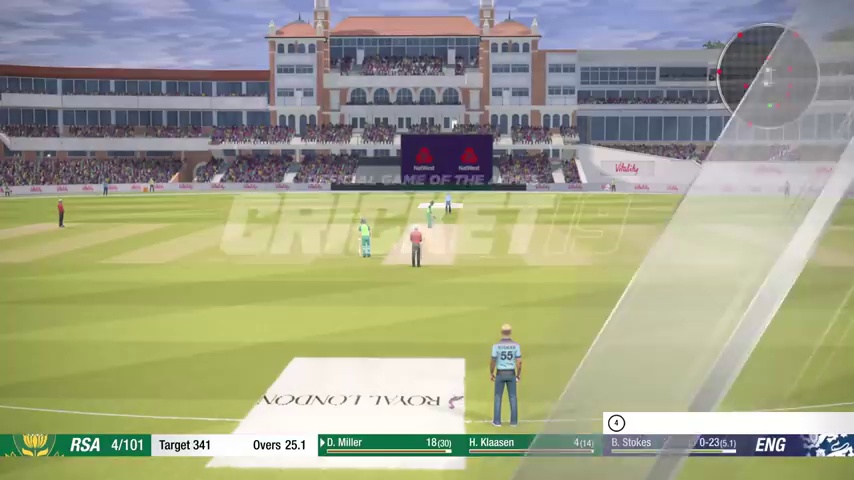 NatWest NatWest
Vitality
OFFICIAL GAME OF THE ASHES
CRICKET 19
STOKES
55
ROYAL LONDON
4
RSA 4/101 Target 341 Overs 25.1 D. Miller 18 (30) H. Klaasen 4 (14) B. Stokes 0-23 (5.1) ENG